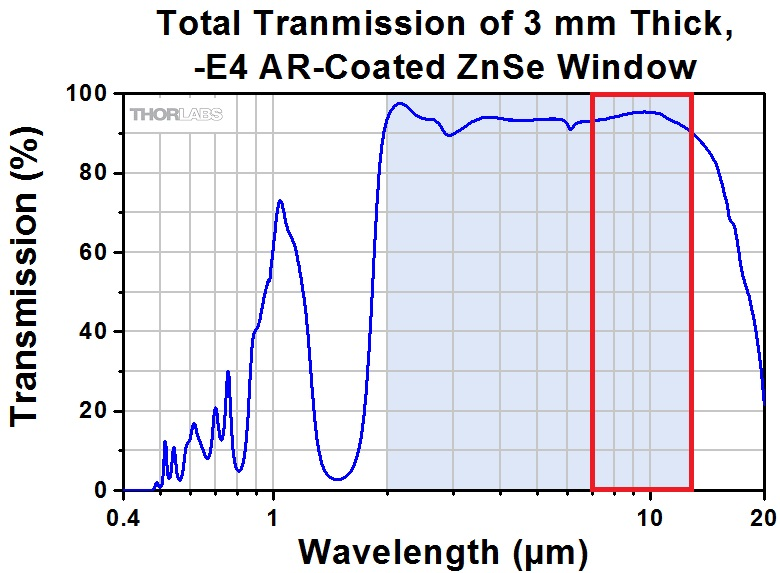 Total Tranmission of 3 mm Thick,
-E4 AR-Coated ZnSe Window
THORLABS
Transmission (%)
100
80
60
40
20
0
0.4 1 10 20
Wavelength (µm)